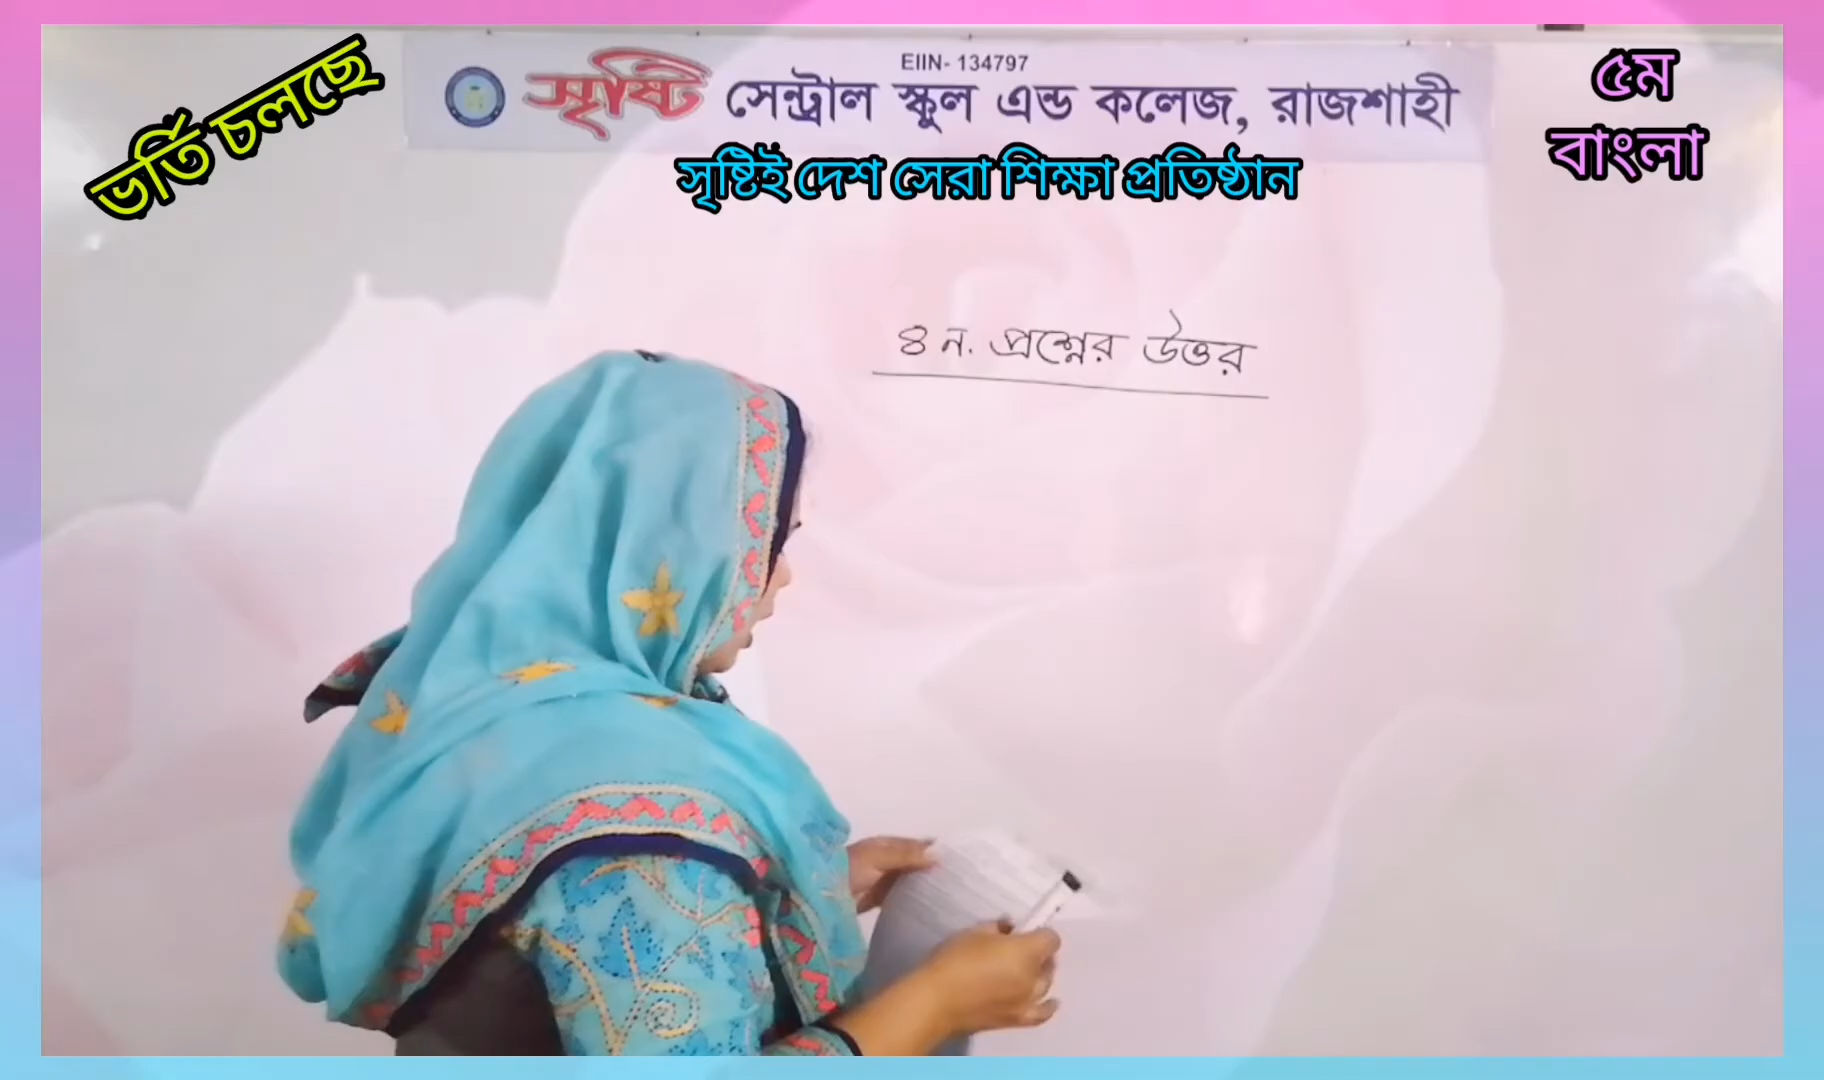 ভর্তি চলছে
EIIN- 134797
সৃষ্টি সেন্ট্রাল স্কুল এন্ড কলেজ, রাজশাহী
সৃষ্টিই দেশ সেরা শিক্ষা প্রতিষ্ঠান
৫ম
বাংলা
৪ ন. প্রশ্নের উত্তর